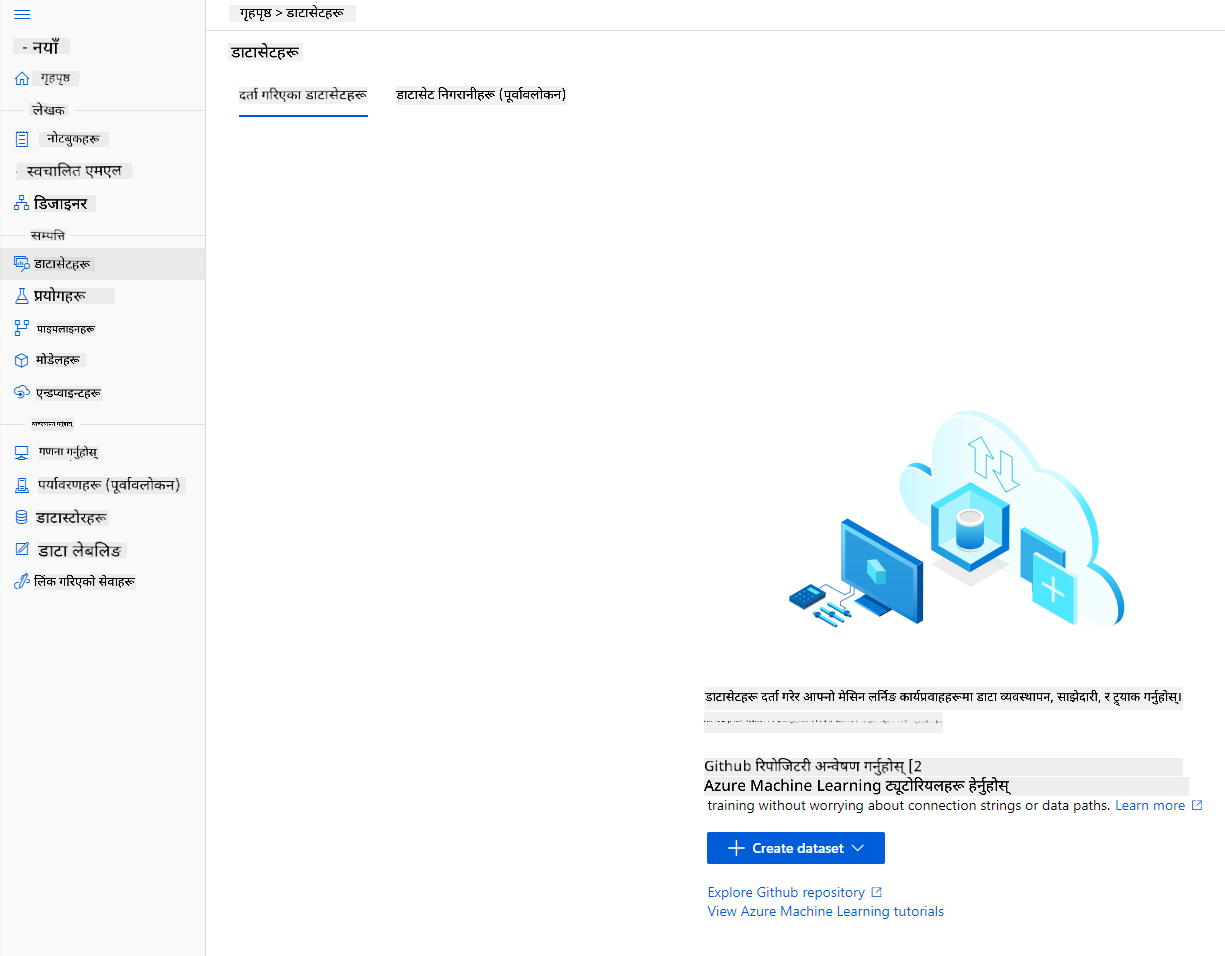 गृहपृष्ठ > डाटासेटहरू
- नयाँ
गृहपृष्ठ
लेखक
नोटबुकहरू
स्वचालित एमएल
डिजाइनर
सम्पत्ति
डाटासेटहरू
प्रयोगहरू
पाइपलाइनहरू
मोडेलहरू
एन्डप्वाइन्टहरू
गणना गर्नुहोस्
पर्यावरणहरू (पूर्वावलोकन)
डाटास्टोरहरू
डाटा लेबलिङ
लिंक गरिएको सेवाहरू
डाटासेटहरू
दर्ता गरिएका डाटासेटहरू
डाटासेट निगरानीहरू (पूर्वावलोकन)
डाटासेटहरू दर्ता गरेर आफ्नो मेसिन लर्निङ कार्यप्रवाहहरूमा डाटा व्यवस्थापन, साझेदारी, र ट्र्याक गर्नुहोस्।
Github रिपोजिटरी अन्वेषण गर्नुहोस् [2
Azure Machine Learning ट्यूटोरियलहरू हेर्नुहोस्
training without worrying about connection strings or data paths. Learn more
Create dataset
Explore Github repository
View Azure Machine Learning tutorials